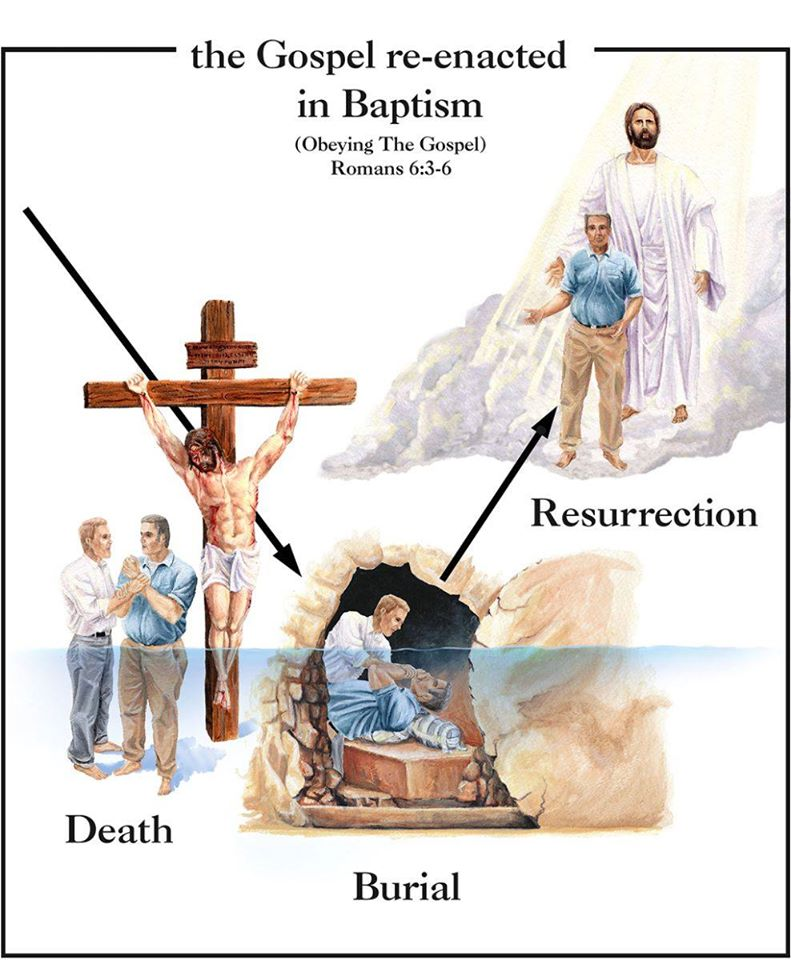 the Gospel re-enacted
in Baptism
(Obeying The Gospel)
Romans 6:3-6
Resurrection
Death
Burial